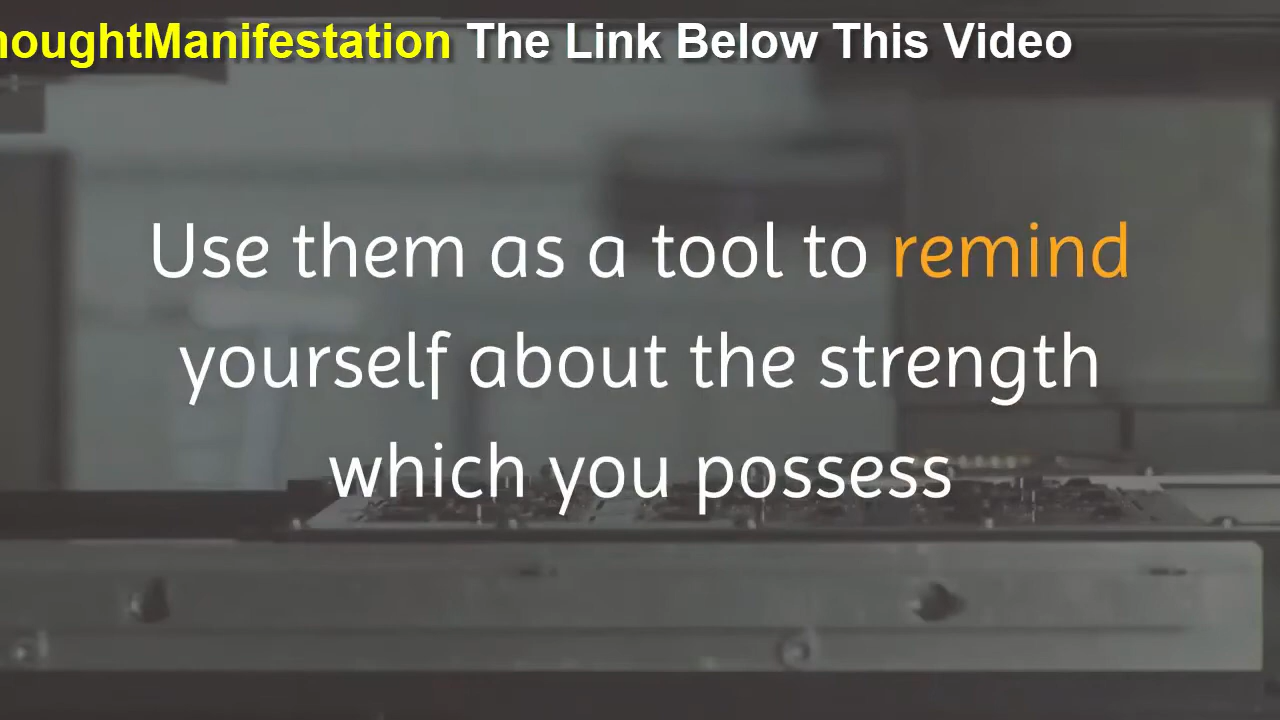 houghtManifestation The Link Below This Video
Use them as a tool to remind
yourself about the strength
which you possess